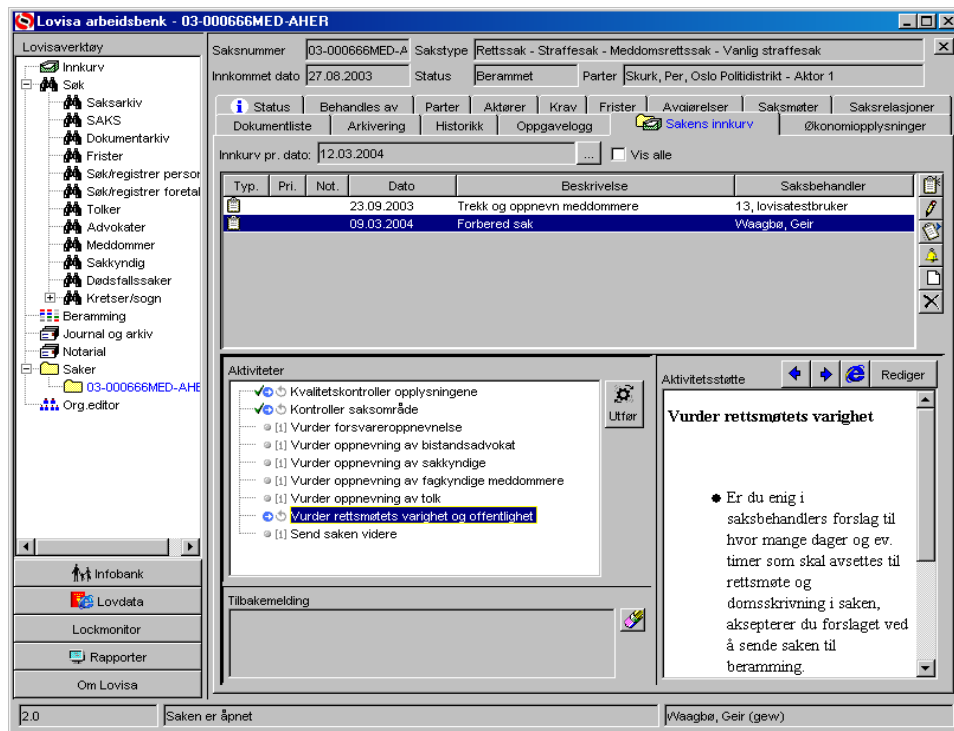 Lovisa arbeidsbenk - 03-000666MED-AHER
Lovisaverktøy
Innkurv
Søk
Saksarkiv
SAKS
Dokumentarkiv
Frister
Søk/registrer person
Søk/registrer foretal
Tolker
Advokater
Meddommer
Sakkyndig
Dødsfallssaker
Kretser/sogn
Beramming
Journal og arkiv
Notarial
Saker
03-000666MED-AHE
Org.editor
Infobank
Lovdata
Lockmonitor
Rapporter
Om Lovisa
Saksnummer 03-000666MED-A Sakstype Rettssak - Straffesak - Meddomsrettssak - Vanlig straffesak
Innkommet dato 27.08.2003 Status Berammet Parter Skurk, Per, Oslo Politidistrikt - Aktor 1
Status Behandles av Parter Aktører Krav Frister Avgjørelser Saksmøter Saksrelasjoner
Dokumentliste Arkivering Historikk Oppgavelogg Sakens innkurv Økonomiopplysninger
Innkurv pr. dato: 12.03.2004 ... Vis alle
Typ. Pri. Not. Dato Beskrivelse Saksbehandler
23.09.2003 Trekk og oppnevn meddommere 13, lovisatestbruker
09.03.2004 Forbered sak Waagbø, Geir
Aktiviteter
Kvalitetskontroller opplysningene
Kontroller saksområde
[i] Vurder forsvareroppnevnelse
[i] Vurder oppnevning av bistandsadvokat
[i] Vurder oppnevning av sakkyndige
[i] Vurder oppnevning av fagkyndige meddommere
[i] Vurder oppnevning av tolk
Vurder rettsmøtets varighet og offentlighet
[i] Send saken videre
Utfør
Tilbakemelding
Aktivitetsstøtte Rediger
Vurder rettsmøtets varighet
Er du enig i
saksbehandlers forslag til
hvor mange dager og ev.
timer som skal avsettes til
rettsmøte og
domsskrivning i saken,
aksepterer du forslaget ved
å sende saken til
beramming.
2.0 Saken er åpnet Waagbø, Geir (gew)